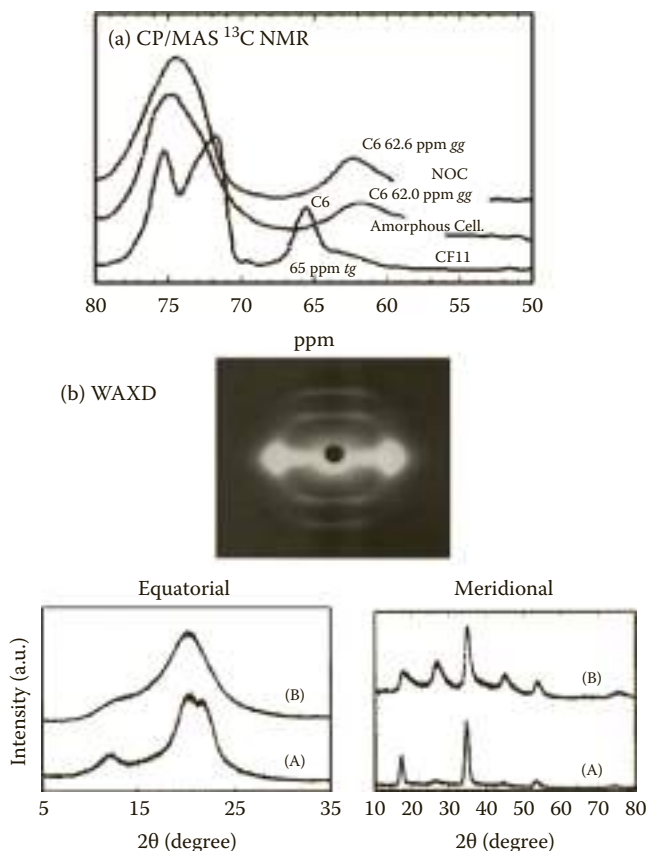 (a) CP/MAS ¹³C NMR
C6 62.6 ppm gg
NOC
C6 C6 62.0 ppm gg
Amorphous Cell.
65 ppm tg CF11
80 75 70 65 60 55 50
ppm
(b) WAXD
Equatorial Meridional
Intensity (a.u.)
(B) (B)
(A) (A)
5 15 25 35 10 20 30 40 50 60 70 80
2θ (degree) 2θ (degree)